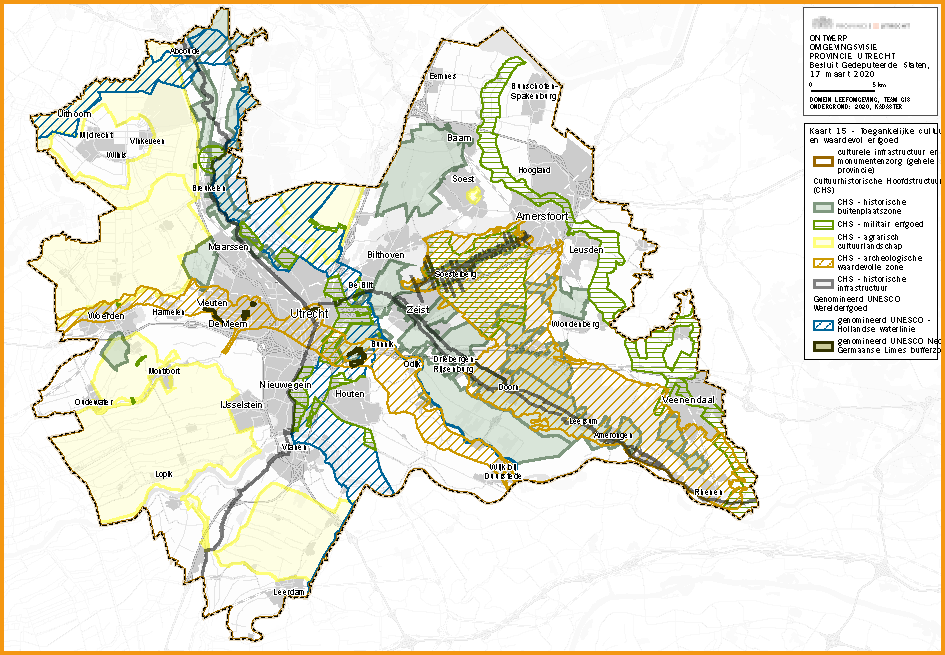 ONTWERP
OMGEVINGSVISIE
PROVINCIE UTRECHT
Besluit Gedeputeerde Staten,
17 maart 2020
0 5 km
DOMEIN LEEFOMGEVING, TEAM GIS
ONDERGROND: 2020, KADASTER
Kaart 15 - Toegankelijke cultu
en waardevol erfgoed
culturele infrastructuur en
monumentenzorg (gehele
provincie)
Cultuurhistorische Hoofdstructuur
(CHS)
CHS - historische
buitenplaatszone
CHS - militair erfgoed
CHS - agrarisch
cultuurlandschap
CHS - archeologische
waardevolle zone
CHS - historische
infrastructuur
Genomineerd UNESCO
Werelderfgoed
genomineerd UNESCO -
Hollandse waterlinie
genomineerd UNESCO Ned
Germaanse Limes bufferzo
Abcoude
Eemnes
Bunschoten-
Spakenburg
Uithoorn
Mijdrecht
Vinkeveen
Wilnis
Baarn
Hoogland
Soest
Breukelen
Amersfoort
Maarssen
Leusden
Bilthoven
Soesterberg
De Bilt
Vleuten
Woerden
Harmelen
De Meern
Utrecht
Zeist
Woudenberg
Bunnik
Driebergen-
Rijsenburg
Odijk
Montfoort
Nieuwegein
Doorn
Houten
Oudewater
IJsselstein
Veenendaal
Leersum
Amerongen
Vianen
Lopik
Wijk bij
Duurstede
Rhenen
Leerdam